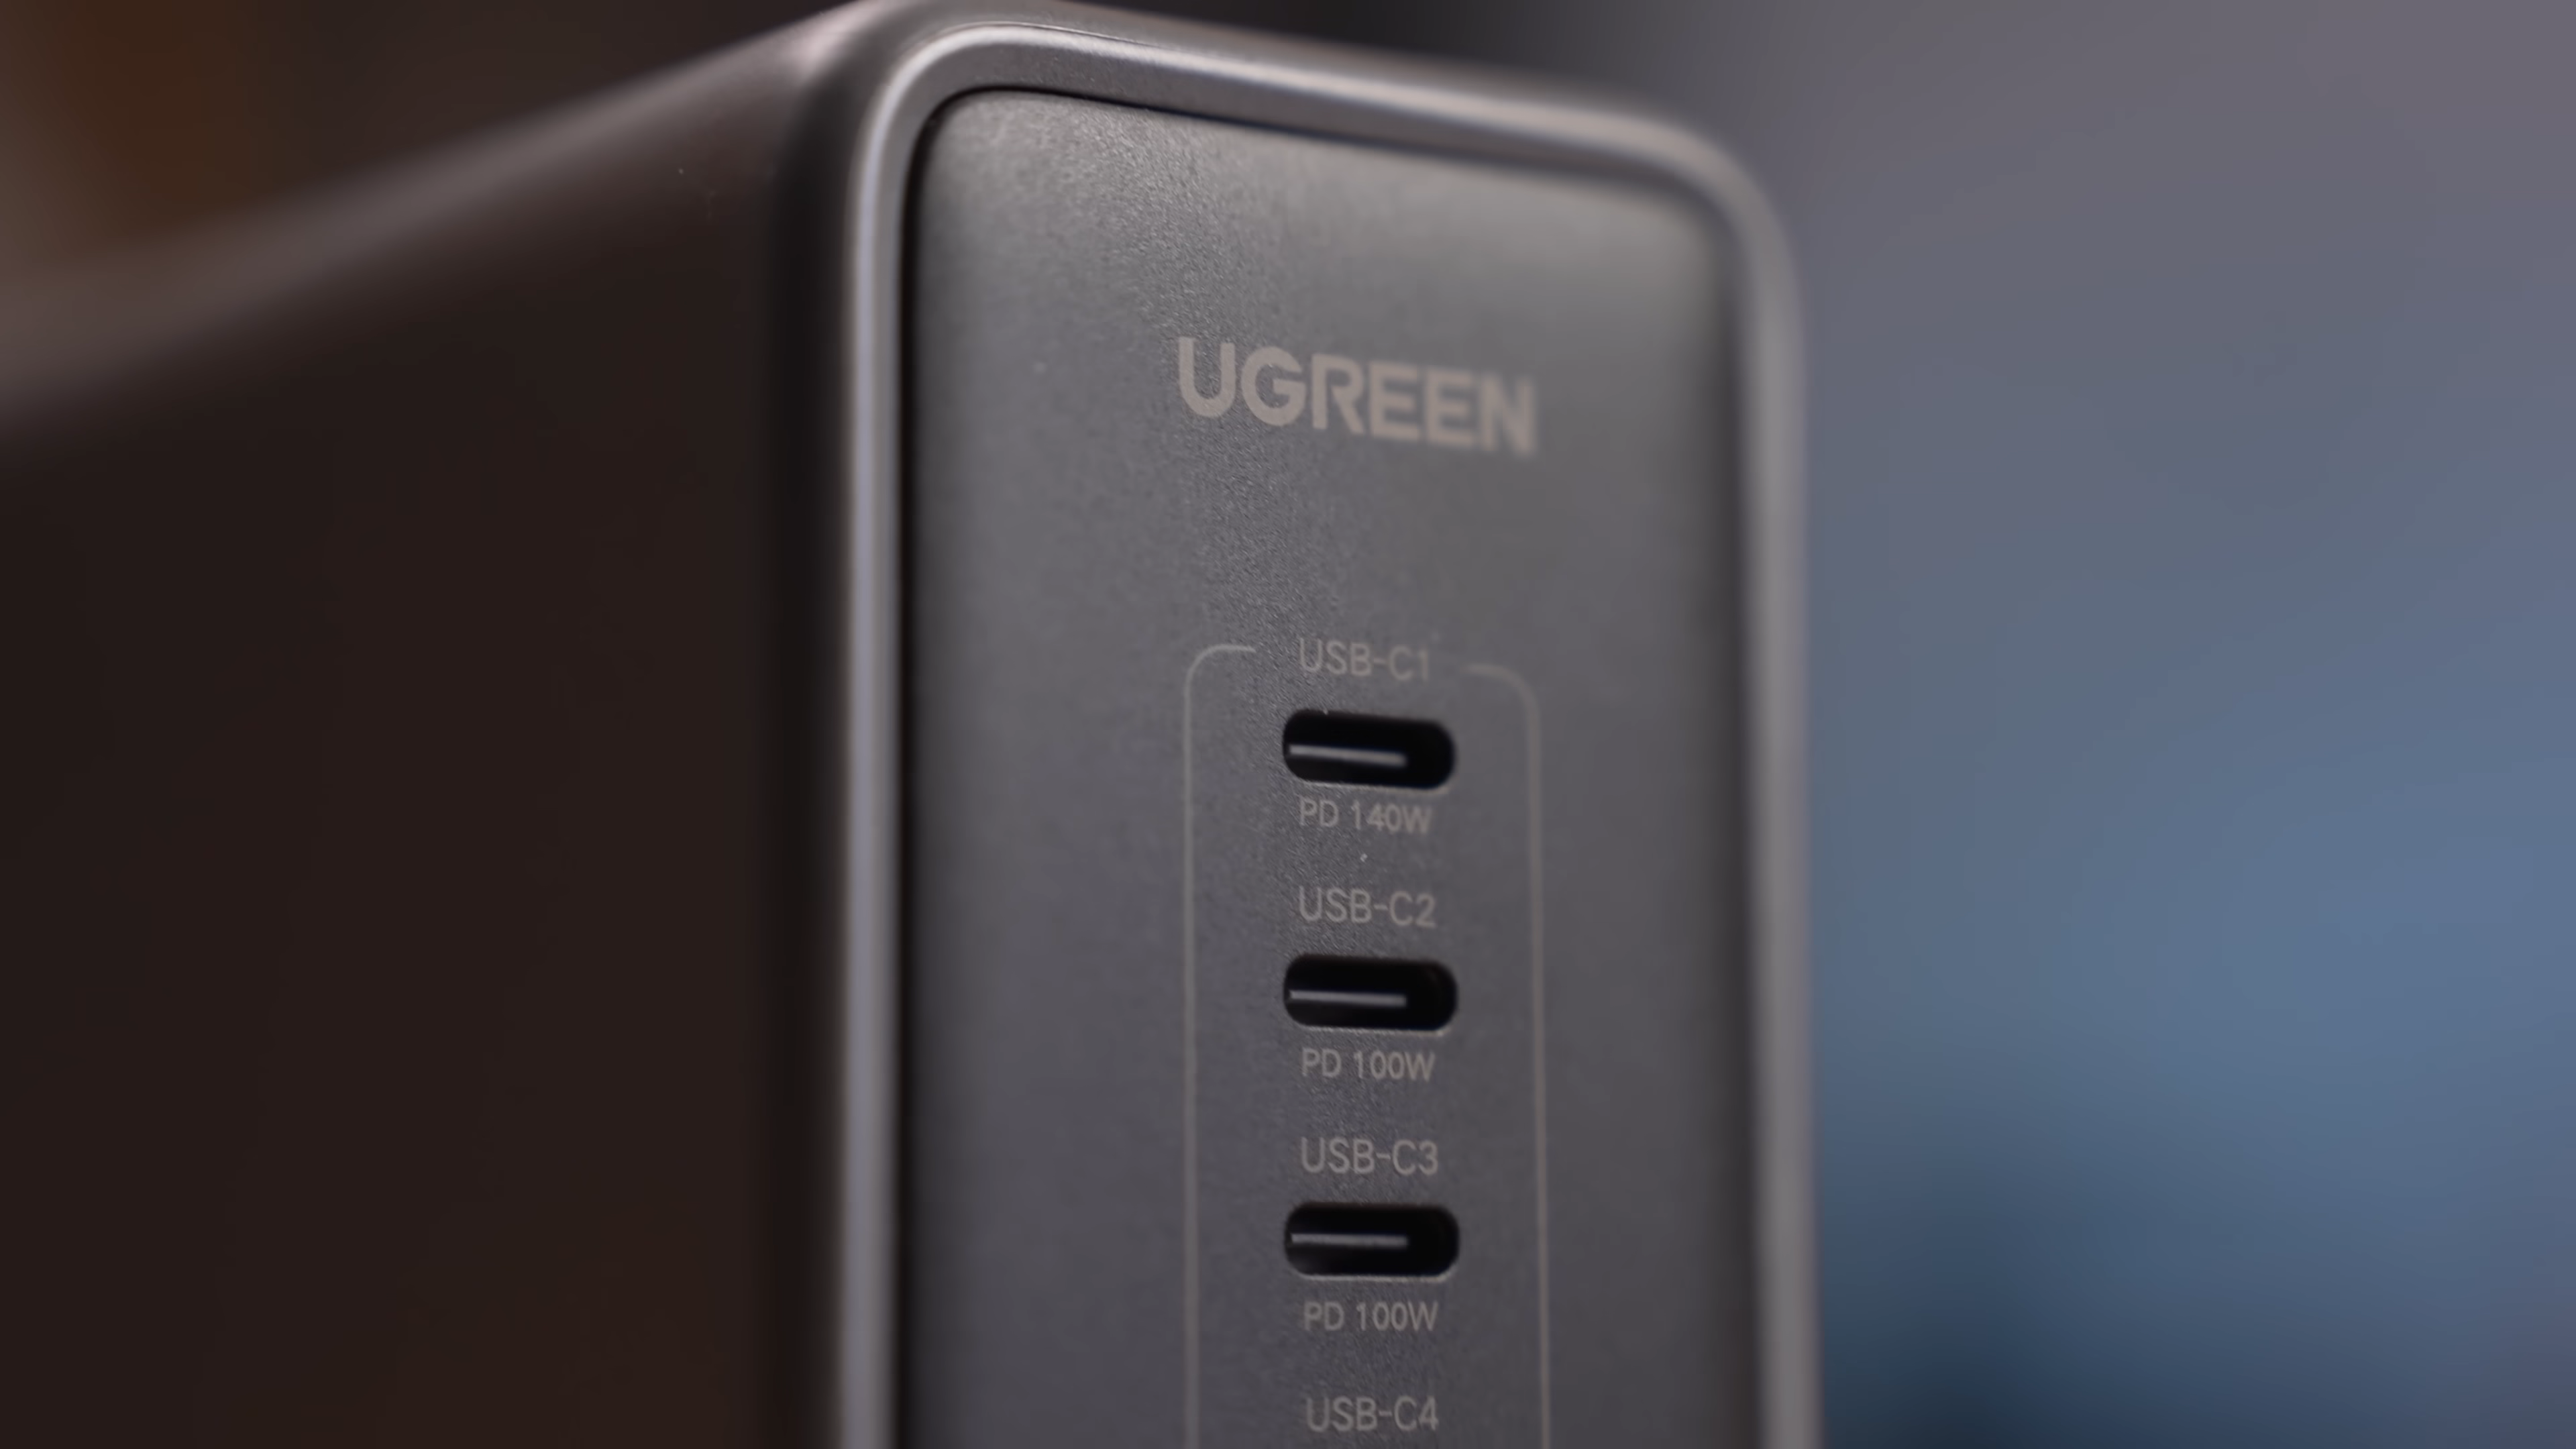 UGREEN
USB-C1
PD 140W
USB-C2
PD 100W
USB-C3
PD 100W
USB-C4